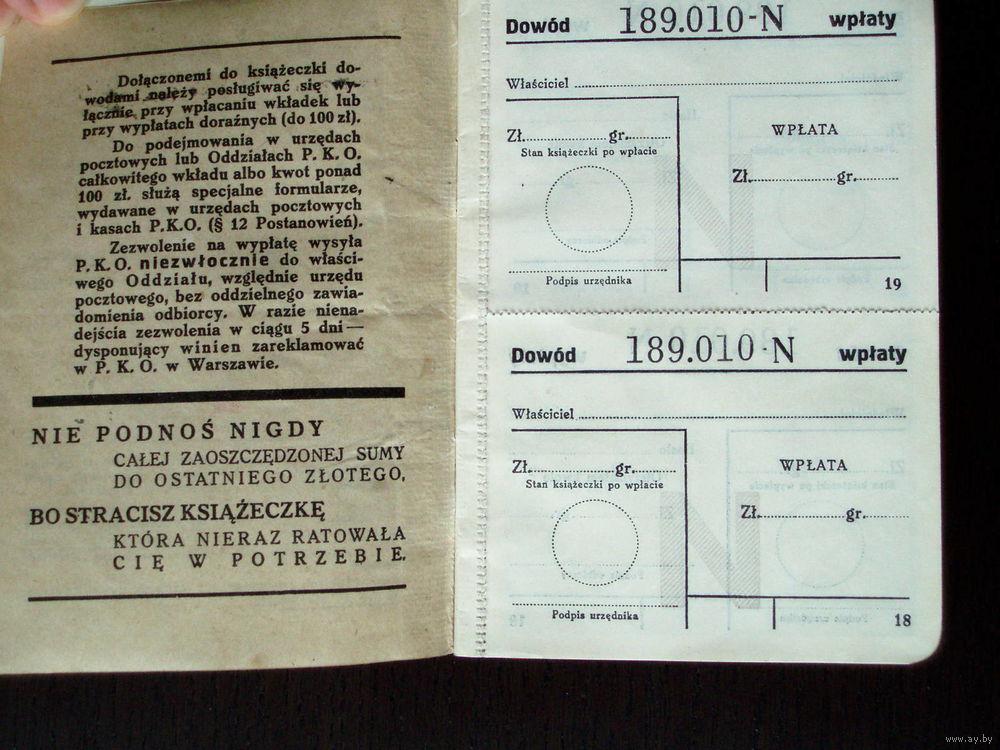 Dołączonemi do książeczki do-
wodami należy posługiwać się wy-
łącznie przy wpłacaniu wkładek lub
przy wypłatach doraźnych (do 100 zł).
Do podejmowania w urzędach
pocztowych lub Oddziałach P. K. O.
całkowitego wkładu albo kwot ponad
100 zł. służą specjalne formularze,
wydawane w urzędach pocztowych
i kasach P.K.O. (§ 12 Postanowień).
Zezwolenie na wypłatę wysyła
P. K. O. niezwłocznie do właści-
wego Oddziału, względnie urzędu
pocztowego, bez oddzielnego zawia-
domienia odbiorcy. W razie niena-
dejścia zezwolenia w ciągu 5 dni —
dysponujący winien zareklamować
w P. K. O. w Warszawie.
NIE PODNOŚ NIGDY
CAŁEJ ZAOSZCZĘDZONEJ SUMY
DO OSTATNIEGO ZŁOTEGO,
BO STRACISZ KSIĄŻECZKĘ
KTÓRA NIERAZ RATOWAŁA
CIĘ W POTRZEBIE.
Dowód 189.010-N wpłaty
Właściciel
Zł. gr.
Stan książeczki po wpłacie
WPŁATA
Zł. gr.
Podpis urzędnika
19
Dowód 189.010-N wpłaty
Właściciel
Zł. gr.
Stan książeczki po wpłacie
WPŁATA
Zł. gr.
N
Podpis urzędnika
18
www.ay.by